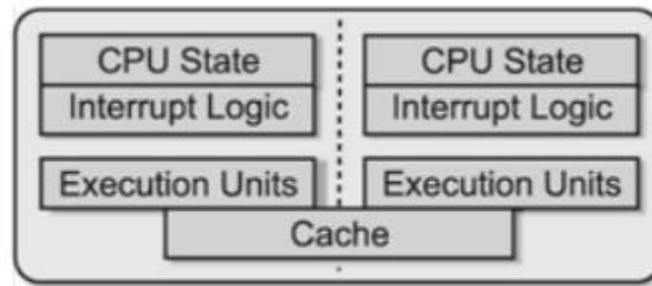 CPU State
CPU State
Interrupt Logic
Interrupt Logic
Execution Units
Execution Units
Cache